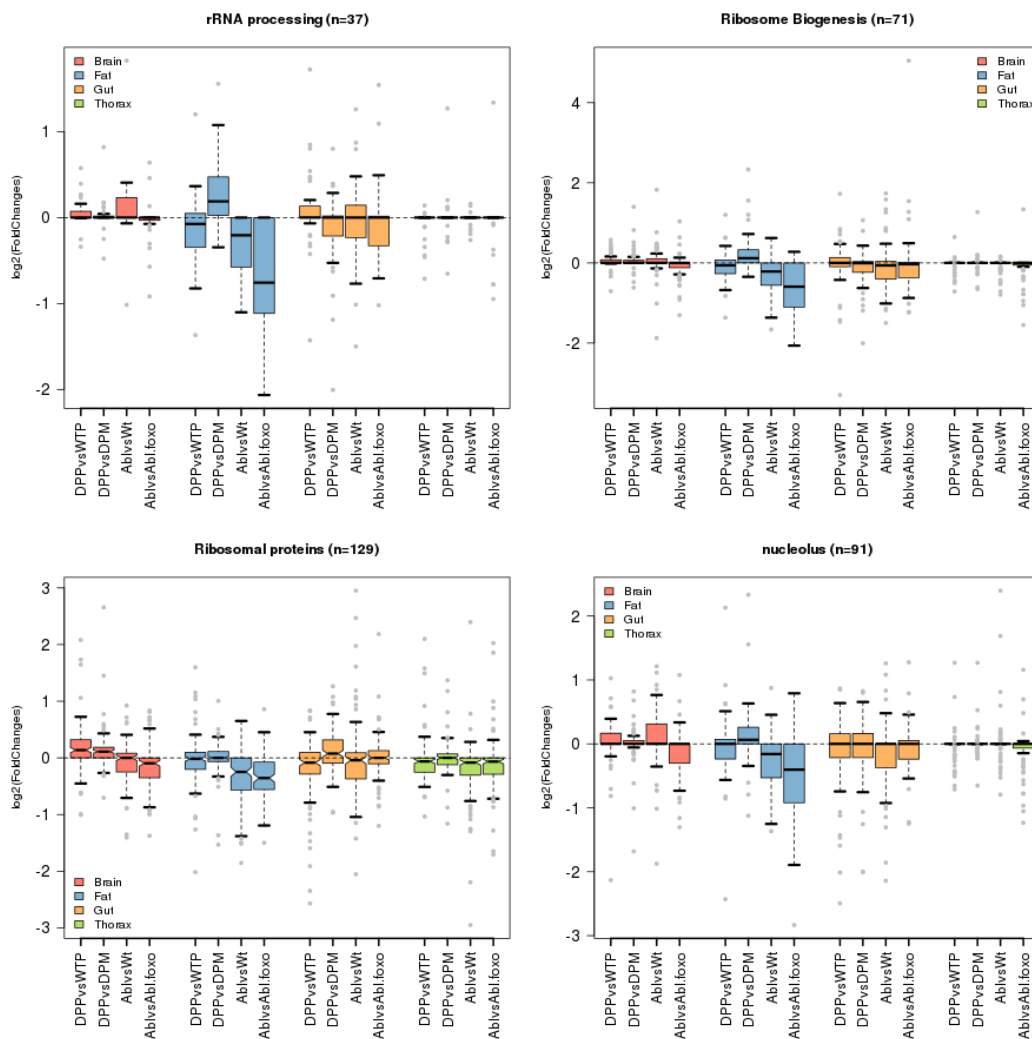 rRNA processing (n=37)
log2(FoldChanges)
1
0
-1
-2
Brain
Fat
Gut
Thorax
DPPvsWTP
DPPvsDPM
AblvsWt
AblvsAbl.foxo
DPPvsWTP
DPPvsDPM
AblvsWt
AblvsAbl.foxo
DPPvsWTP
DPPvsDPM
AblvsWt
AblvsAbl.foxo
DPPvsWTP
DPPvsDPM
AblvsWt
AblvsAbl.foxo
Ribosome Biogenesis (n=71)
log2(FoldChanges)
4
2
0
-2
Brain
Fat
Gut
Thorax
DPPvsWTP
DPPvsDPM
AblvsWt
AblvsAbl.foxo
DPPvsWTP
DPPvsDPM
AblvsWt
AblvsAbl.foxo
DPPvsWTP
DPPvsDPM
AblvsWt
AblvsAbl.foxo
DPPvsWTP
DPPvsDPM
AblvsWt
AblvsAbl.foxo
Ribosomal proteins (n=129)
log2(FoldChanges)
3
2
1
0
-1
-2
-3
Brain
Fat
Gut
Thorax
DPPvsWTP
DPPvsDPM
AblvsWt
AblvsAbl.foxo
DPPvsWTP
DPPvsDPM
AblvsWt
AblvsAbl.foxo
DPPvsWTP
DPPvsDPM
AblvsWt
AblvsAbl.foxo
DPPvsWTP
DPPvsDPM
AblvsWt
AblvsAbl.foxo
nucleolus (n=91)
log2(FoldChanges)
2
1
0
-1
-2
-3
Brain
Fat
Gut
Thorax
DPPvsWTP
DPPvsDPM
AblvsWt
AblvsAbl.foxo
DPPvsWTP
DPPvsDPM
AblvsWt
AblvsAbl.foxo
DPPvsWTP
DPPvsDPM
AblvsWt
AblvsAbl.foxo
DPPvsWTP
DPPvsDPM
AblvsWt
AblvsAbl.foxo